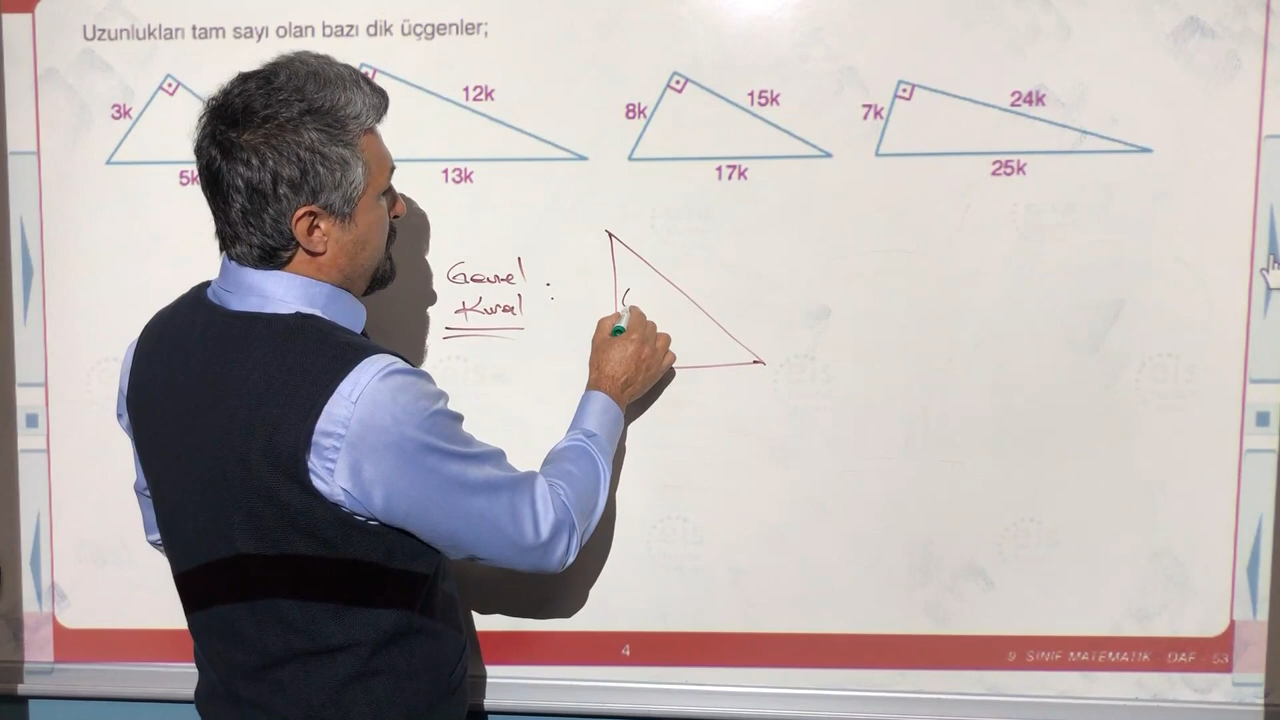 Uzunlukları tam sayı olan bazı dik üçgenler;
3k
5k
12k
13k
8k
15k
17k
7k
24k
25k
Genel :
Kural
4
9 SINIF MATEMATİK DAF - 53